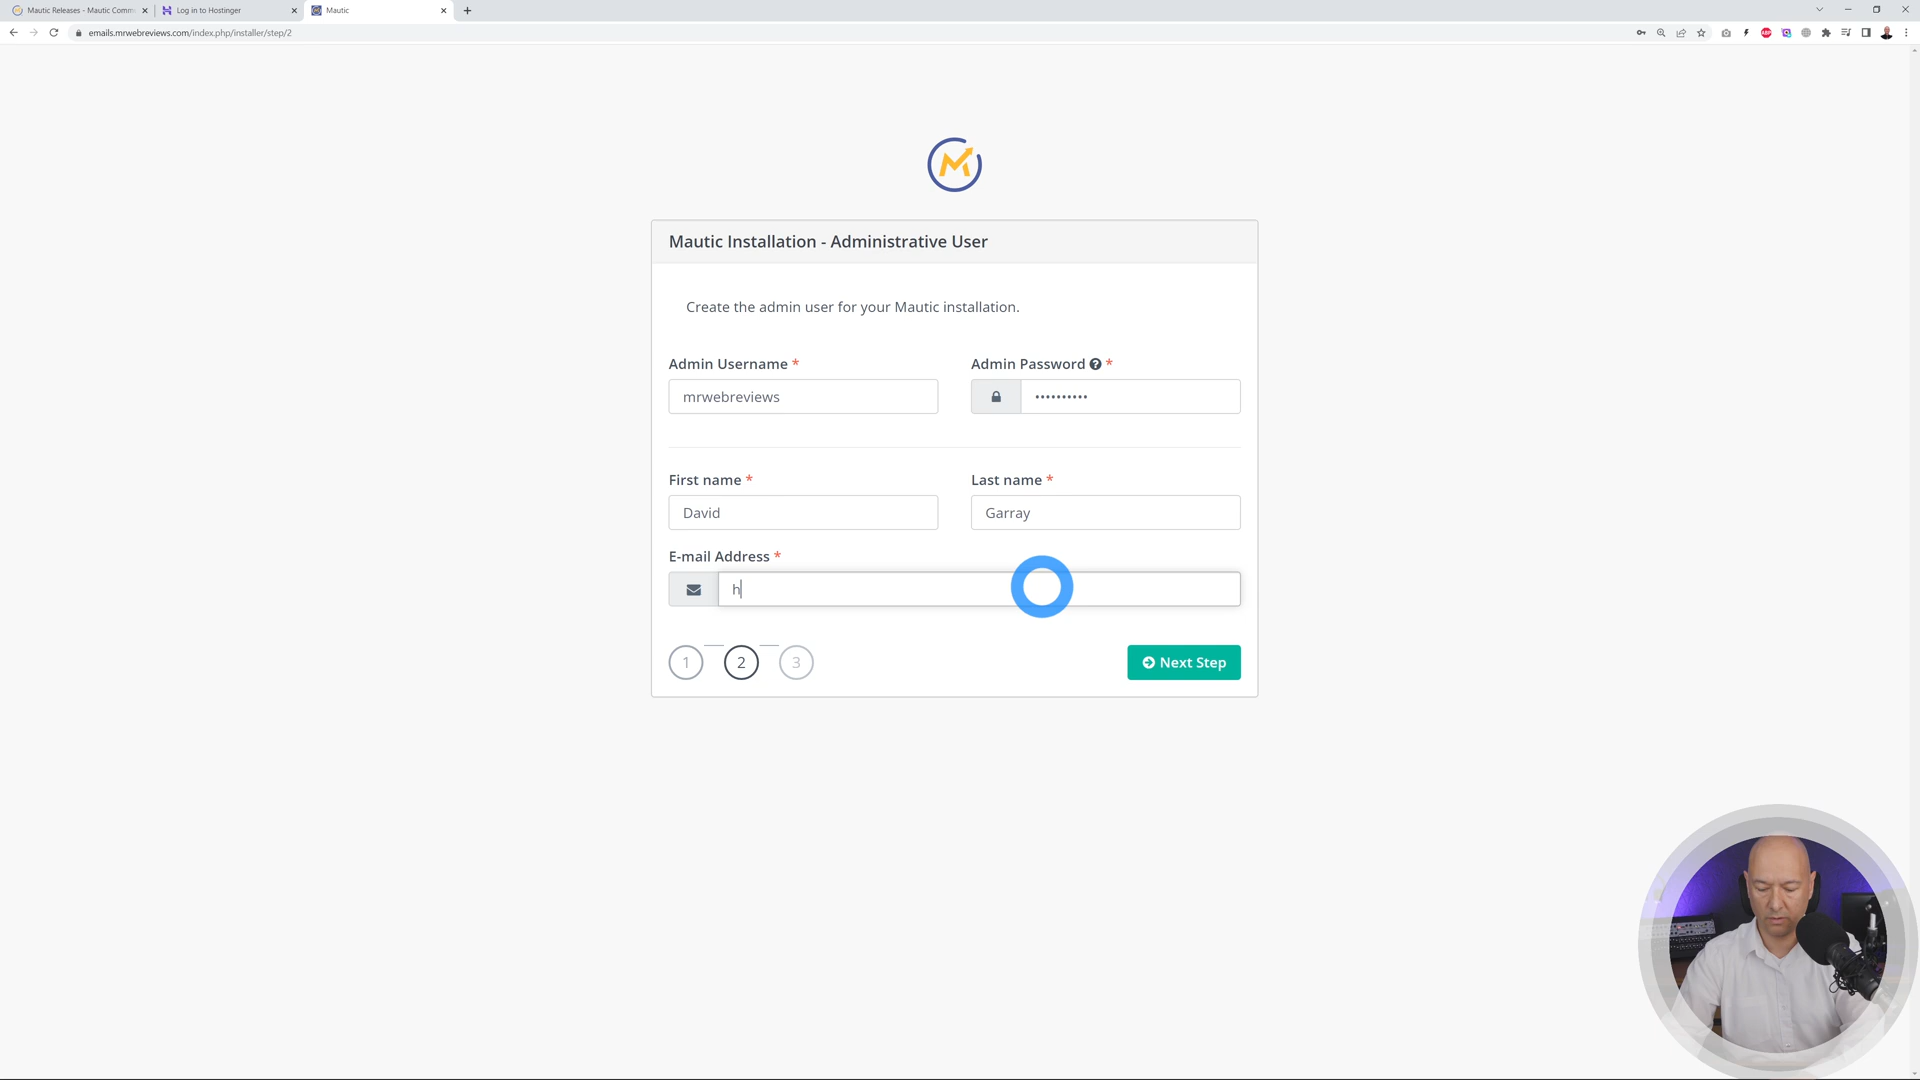 Mautic Releases - Mautic Comm
Log in to Hostinger
Mautic
emails.mrwebreviews.com/index.php/installer/step/2
Mautic Installation - Administrative User
Create the admin user for your Mautic installation.
Admin Username * Admin Password *
mrwebreviews ••••••••••
First name * Last name *
David Garray
E-mail Address *
h
1 2 3 Next Step